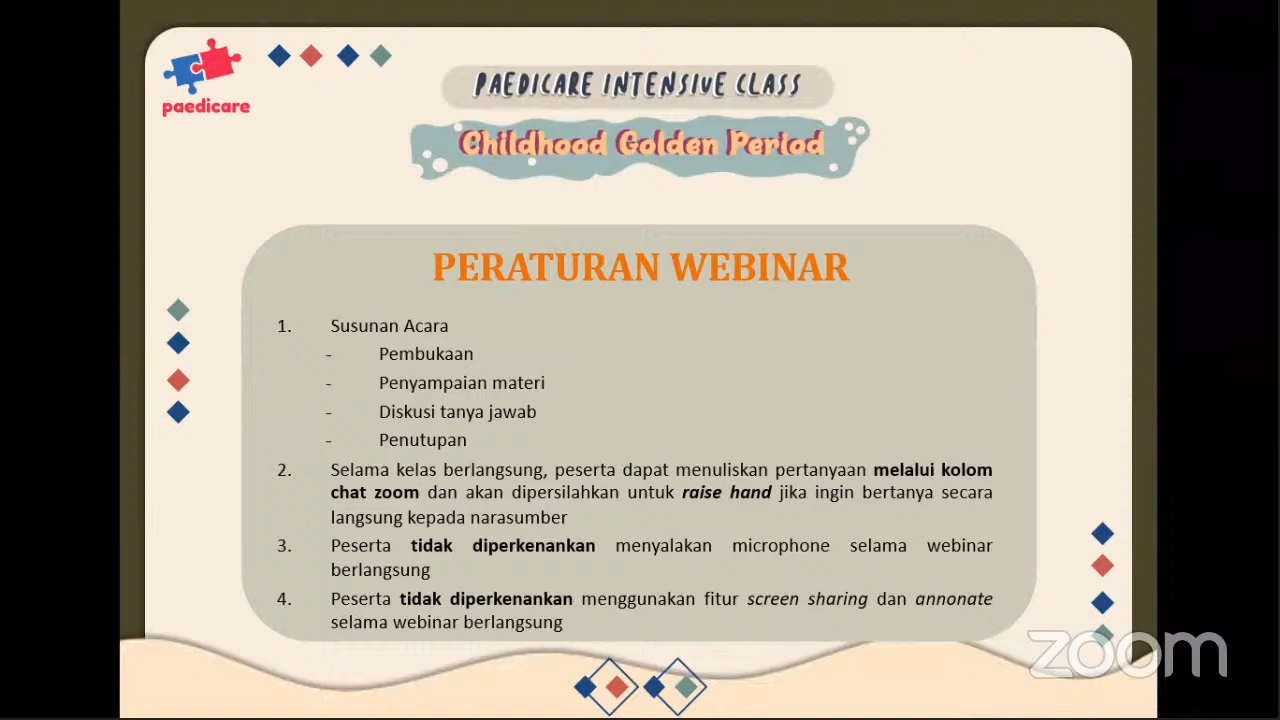 paedicare
PAEDICARE INTENSIVE CLASS
Childhood Golden Period
PERATURAN WEBINAR
1. Susunan Acara
- Pembukaan
- Penyampaian materi
- Diskusi tanya jawab
- Penutupan
2. Selama kelas berlangsung, peserta dapat menuliskan pertanyaan melalui kolom
chat zoom dan akan dipersilahkan untuk raise hand jika ingin bertanya secara
langsung kepada narasumber
3. Peserta tidak diperkenankan menyalakan microphone selama webinar
berlangsung
4. Peserta tidak diperkenankan menggunakan fitur screen sharing dan annonate
selama webinar berlangsung
zoom